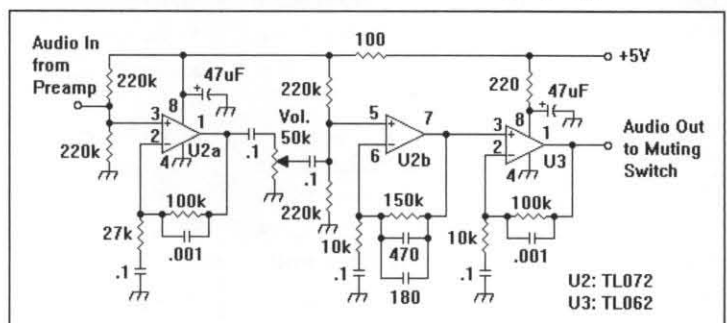 Audio In
from
Preamp
220k
220k
3
2
8
47uF
+
1
U2a
4
100k
.001
27k
.1
.1
Vol.
50k
.1
100
220k
220k
5
6
7
U2b
150k
10k
.1
470
180
+5V
220
47uF
+
3
2
8
1
U3
4
100k
.001
10k
.1
Audio Out
to Muting
Switch
U2: TL072
U3: TL062